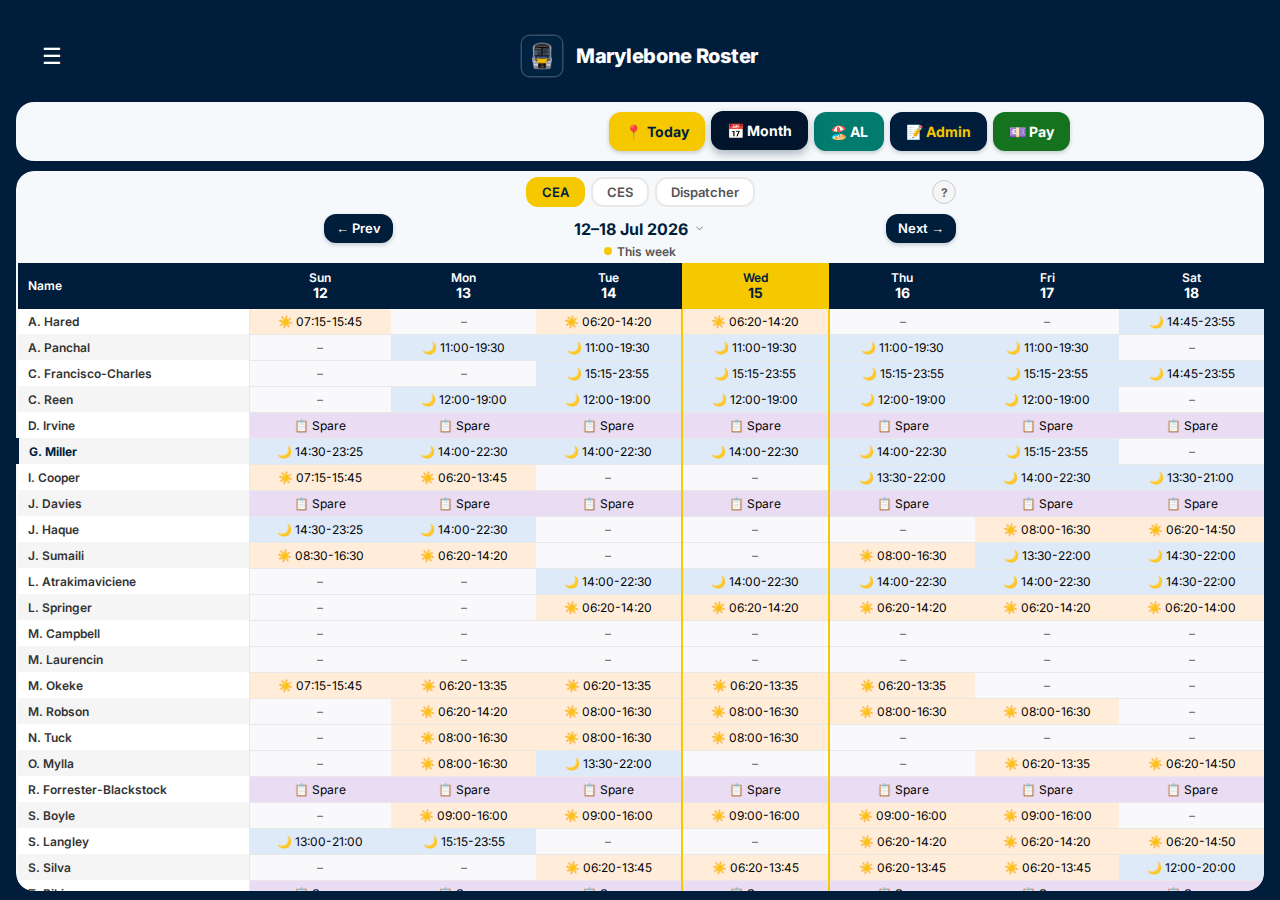 ☰ Marylebone Roster
📍 Today 📅 Month 🏖️ AL 📝 Admin 💷 Pay
CEA CES Dispatcher ?
← Prev 12–18 Jul 2026 Next →
This week
Name Sun 12 Mon 13 Tue 14 Wed 15 Thu 16 Fri 17 Sat 18
A. Hared ☀️ 07:15-15:45 – ☀️ 06:20-14:20 ☀️ 06:20-14:20 – – 🌙 14:45-23:55
A. Panchal – 🌙 11:00-19:30 🌙 11:00-19:30 🌙 11:00-19:30 🌙 11:00-19:30 🌙 11:00-19:30 –
C. Francisco-Charles – – 🌙 15:15-23:55 🌙 15:15-23:55 🌙 15:15-23:55 🌙 15:15-23:55 🌙 14:45-23:55
C. Reen – 🌙 12:00-19:00 🌙 12:00-19:00 🌙 12:00-19:00 🌙 12:00-19:00 🌙 12:00-19:00 –
D. Irvine 📋 Spare 📋 Spare 📋 Spare 📋 Spare 📋 Spare 📋 Spare 📋 Spare
G. Miller 🌙 14:30-23:25 🌙 14:00-22:30 🌙 14:00-22:30 🌙 14:00-22:30 🌙 14:00-22:30 🌙 15:15-23:55 –
I. Cooper ☀️ 07:15-15:45 ☀️ 06:20-13:45 – – 🌙 13:30-22:00 🌙 14:00-22:30 🌙 13:30-21:00
J. Davies 📋 Spare 📋 Spare 📋 Spare 📋 Spare 📋 Spare 📋 Spare 📋 Spare
J. Haque 🌙 14:30-23:25 🌙 14:00-22:30 – – – ☀️ 08:00-16:30 ☀️ 06:20-14:50
J. Sumaili ☀️ 08:30-16:30 ☀️ 06:20-14:20 – – ☀️ 08:00-16:30 🌙 13:30-22:00 🌙 14:30-22:00
L. Atrakimaviciene – – 🌙 14:00-22:30 🌙 14:00-22:30 🌙 14:00-22:30 🌙 14:00-22:30 🌙 14:30-22:00
L. Springer – – ☀️ 06:20-14:20 ☀️ 06:20-14:20 ☀️ 06:20-14:20 ☀️ 06:20-14:20 ☀️ 06:20-14:00
M. Campbell – – – – – – –
M. Laurencin – – – – – – –
M. Okeke ☀️ 07:15-15:45 ☀️ 06:20-13:35 ☀️ 06:20-13:35 ☀️ 06:20-13:35 ☀️ 06:20-13:35 – –
M. Robson – ☀️ 06:20-14:20 ☀️ 08:00-16:30 ☀️ 08:00-16:30 ☀️ 08:00-16:30 ☀️ 08:00-16:30 –
N. Tuck – ☀️ 08:00-16:30 ☀️ 08:00-16:30 ☀️ 08:00-16:30 – – –
O. Mylla – ☀️ 08:00-16:30 🌙 13:30-22:00 – – ☀️ 06:20-13:35 ☀️ 06:20-14:50
R. Forrester-Blackstock 📋 Spare 📋 Spare 📋 Spare 📋 Spare 📋 Spare 📋 Spare 📋 Spare
S. Boyle – ☀️ 09:00-16:00 ☀️ 09:00-16:00 ☀️ 09:00-16:00 ☀️ 09:00-16:00 ☀️ 09:00-16:00 –
S. Langley 🌙 13:00-21:00 🌙 15:15-23:55 – – ☀️ 06:20-14:20 ☀️ 06:20-14:20 ☀️ 06:20-14:50
S. Silva – – ☀️ 06:20-13:45 ☀️ 06:20-13:45 ☀️ 06:20-13:45 ☀️ 06:20-13:45 🌙 12:00-20:00